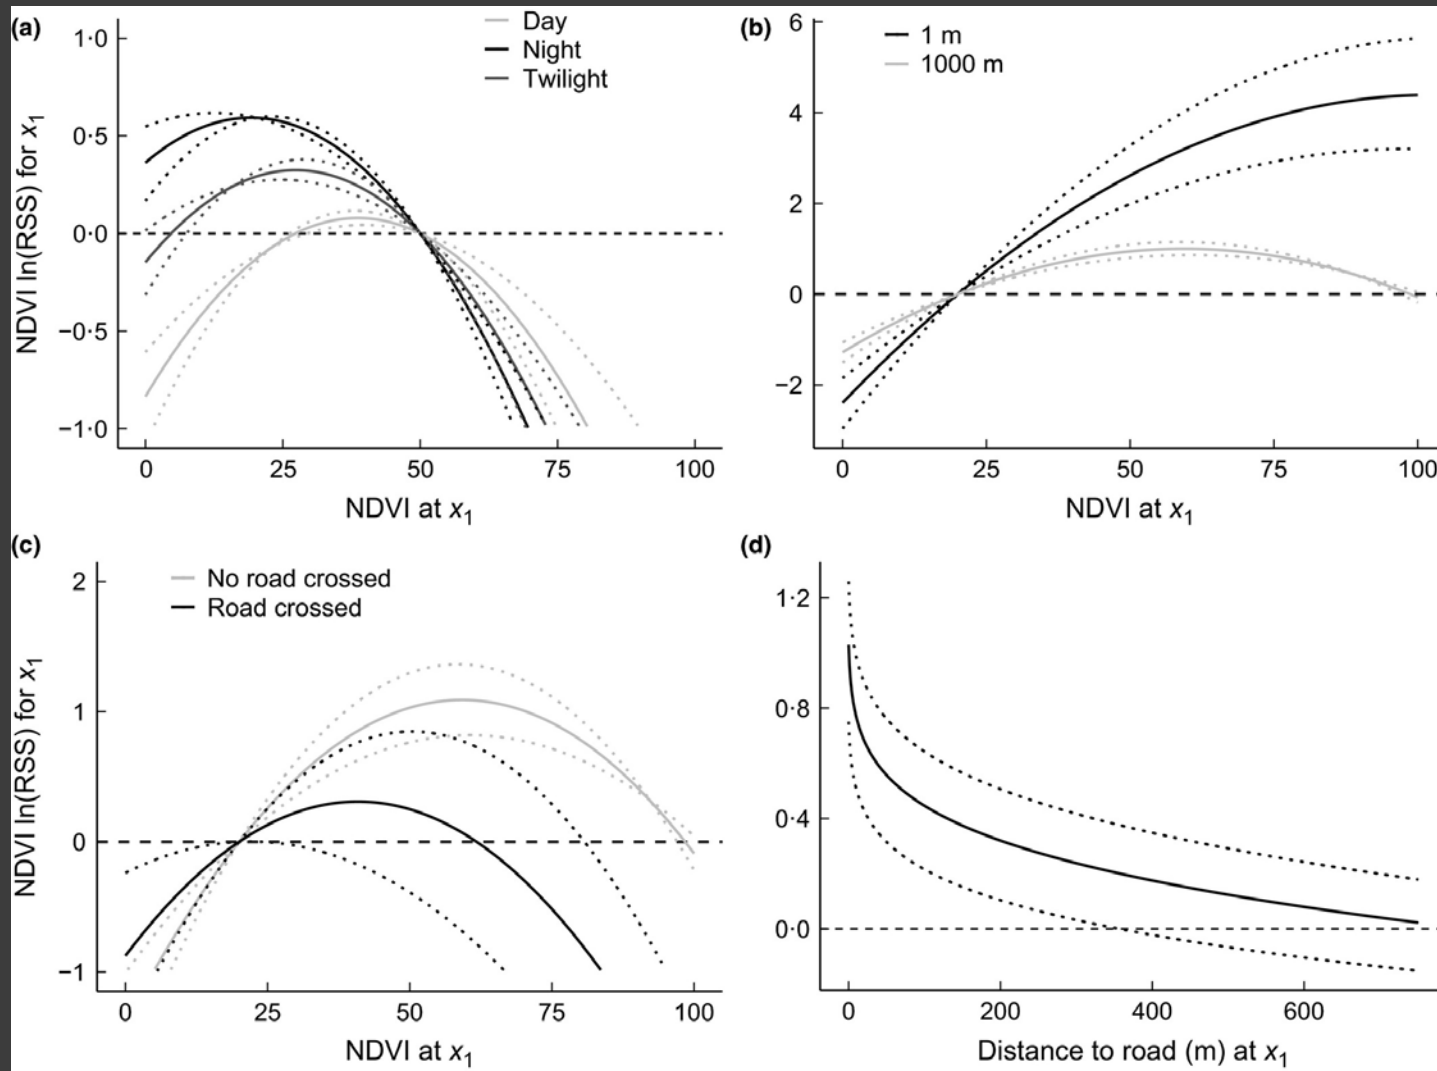 (a)
Day
Night
Twilight
NDVI ln(RSS) for x₁
1·0
0·5
0·0
−0·5
−1·0
0 25 50 75 100
NDVI at x₁
(b)
1 m
1000 m
6
4
2
0
−2
0 25 50 75 100
NDVI at x₁
(c)
No road crossed
Road crossed
NDVI ln(RSS) for x₁
2
1
0
−1
0 25 50 75 100
NDVI at x₁
(d)
1·2
0·8
0·4
0·0
0 200 400 600
Distance to road (m) at x₁